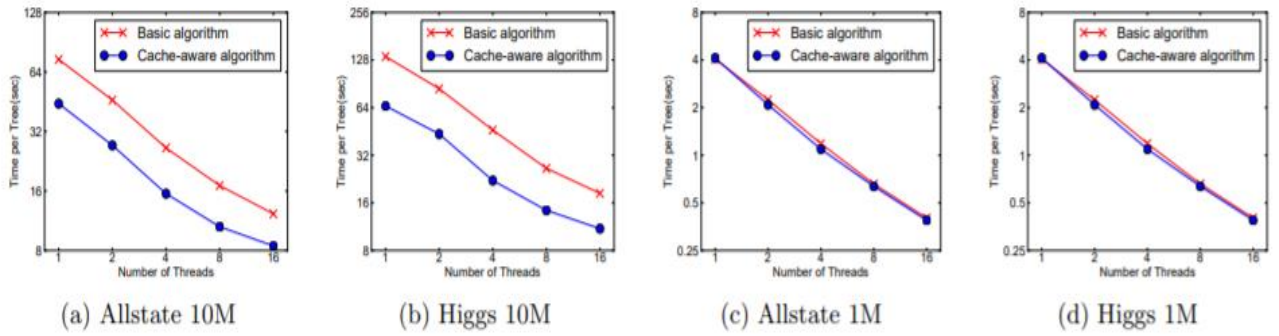 128
64
32
16
8
Time per Tree(sec)
Basic algorithm
Cache-aware algorithm
1 2 4 8 16
Number of Threads
(a) Allstate 10M
256
128
64
32
16
8
Time per Tree(sec)
Basic algorithm
Cache-aware algorithm
1 2 4 8 16
Number of Threads
(b) Higgs 10M
8
4
2
1
0.5
0.25
Time per Tree(sec)
Basic algorithm
Cache-aware algorithm
1 2 4 8 16
Number of Threads
(c) Allstate 1M
8
4
2
1
0.5
0.25
Time per Tree(sec)
Basic algorithm
Cache-aware algorithm
1 2 4 8 16
Number of Threads
(d) Higgs 1M